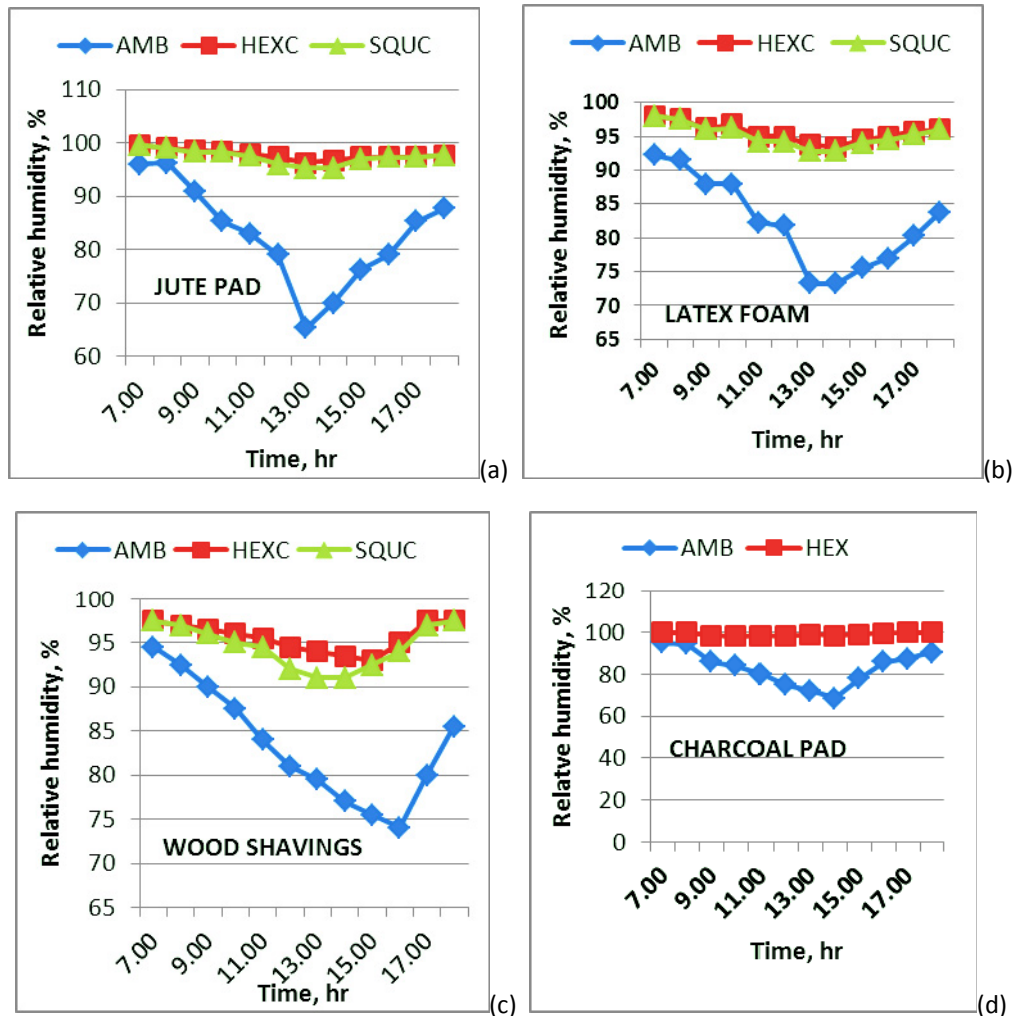 AMB HEXC SQUC
Relative humidity, %
110
100
90
80
70
60
JUTE PAD
7.00 9.00 11.00 13.00 15.00 17.00
Time, hr
(a)
AMB HEXC SQUC
Relative humidity, %
100
95
90
85
80
75
70
65
LATEX FOAM
7.00 9.00 11.00 13.00 15.00 17.00
Time, hr
(b)
AMB HEXC SQUC
Relative humidity, %
100
95
90
85
80
75
70
65
WOOD SHAVINGS
7.00 9.00 11.00 13.00 15.00 17.00
Time, hr
(c)
AMB HEX
Relatve humidity, %
120
100
80
60
40
20
0
CHARCOAL PAD
7.00 9.00 11.00 13.00 15.00 17.00
Time, hr
(d)